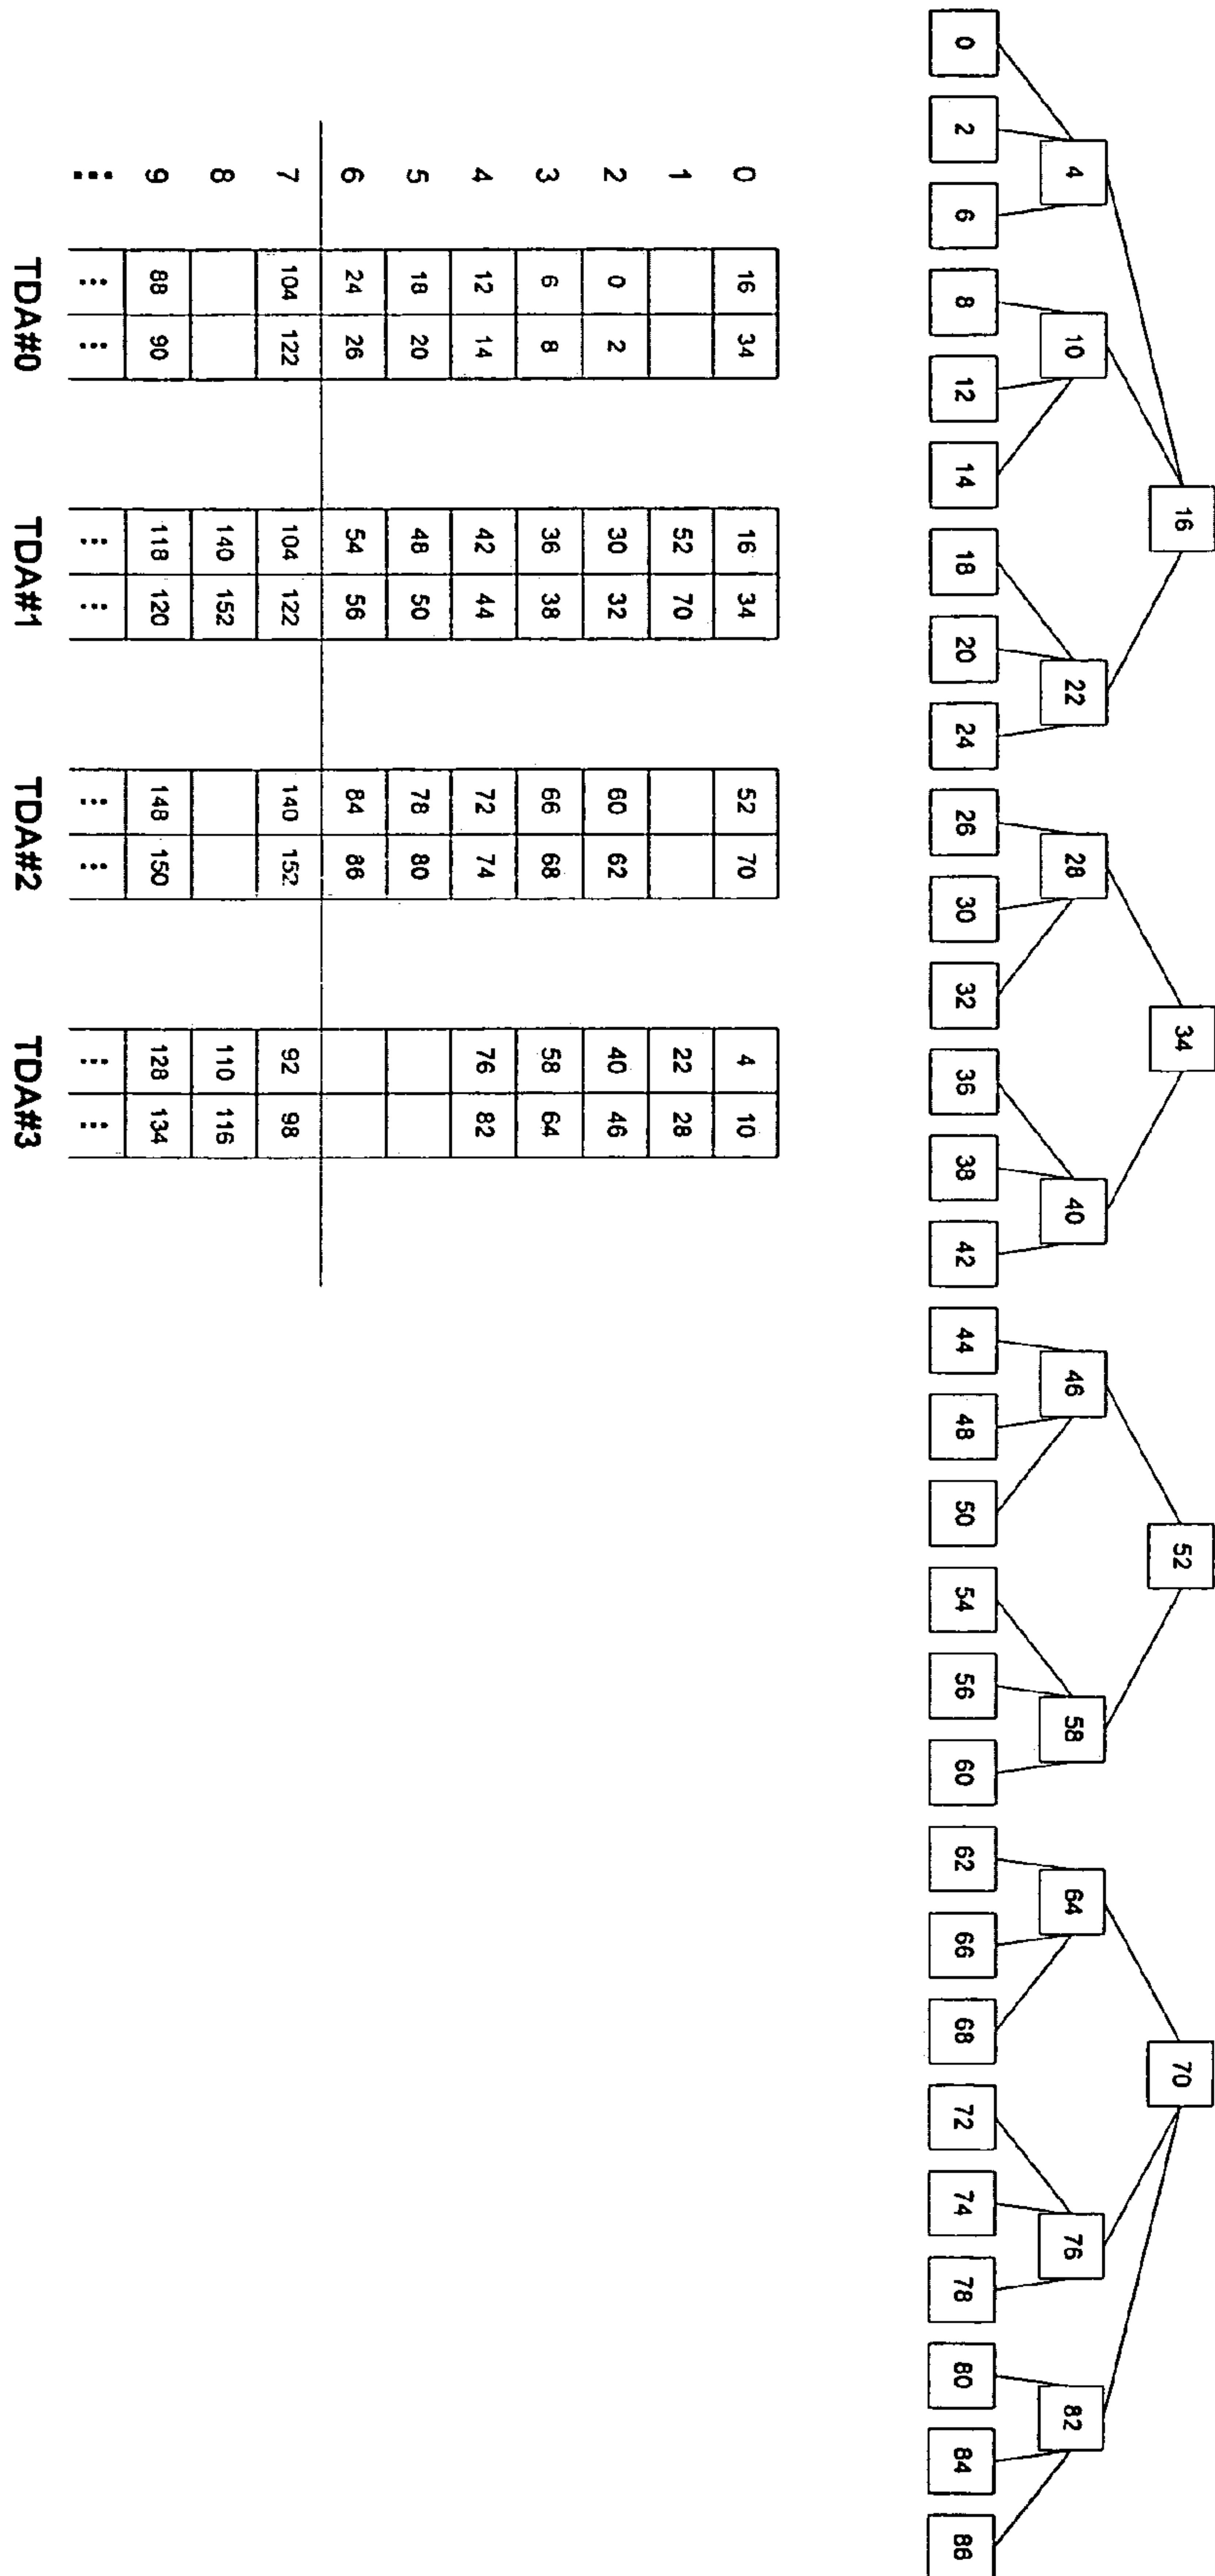 16 34 52 70
4 10 22 28 40 46 58 64 76 82
0 2 6 8 12 14 18 20 24 26 30 32 36 38 42 44 48 50 54 56 60 62 66 68 72 74 78 80 84 86
0 16 34 16 34 52 70 4 10
1 52 70 22 28
2 0 2 30 32 60 62 40 46
3 6 8 36 38 66 68 58 64
4 12 14 42 44 72 74 76 82
5 18 20 48 50 78 80
6 24 26 54 56 84 86
7 104 122 104 122 140 152 92 98
8 140 152 110 116
9 88 90 118 120 148 150 128 134
⋮ ⋮ ⋮ ⋮ ⋮ ⋮ ⋮ ⋮ ⋮
TDA#0 TDA#1 TDA#2 TDA#3